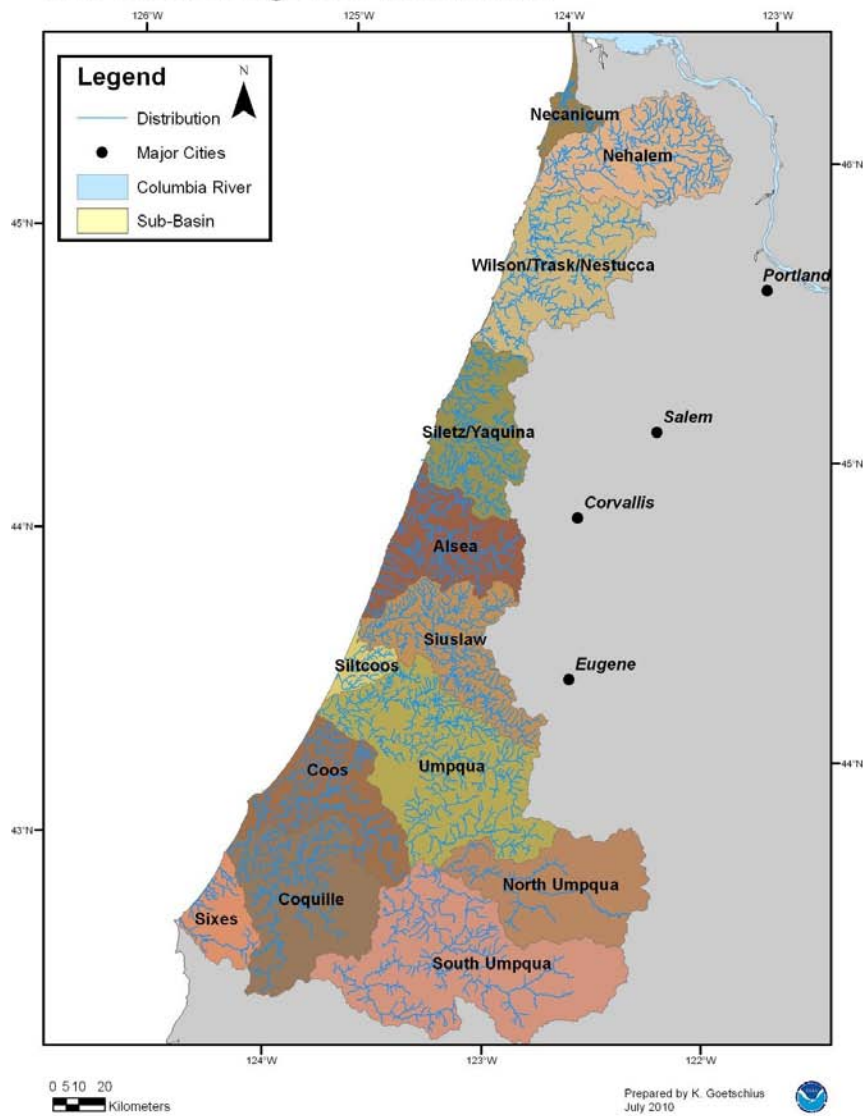 126°W 125°W 124°W 123°W
Legend
N
Distribution
Major Cities
Columbia River
Sub-Basin
Necanicum
Nehalem
46°N
45°N
Wilson/Trask/Nestucca
Portland
Siletz/Yaquina
Salem
45°N
Corvallis
44°N
Alsea
Siuslaw
Siltcoos
Eugene
Coos
Umpqua
44°N
43°N
North Umpqua
Coquille
Sixes
South Umpqua
124°W 123°W 122°W
0 5 10 20
Kilometers
Prepared by K. Goetschius
July 2010